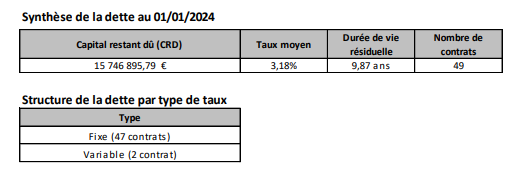 Synthèse de la dette au 01/01/2024
Capital restant dû (CRD) Taux moyen Durée de vie résiduelle Nombre de contrats
15 746 895,79 € 3,18% 9,87 ans 49
Structure de la dette par type de taux
Type
Fixe (47 contrats)
Variable (2 contrat)